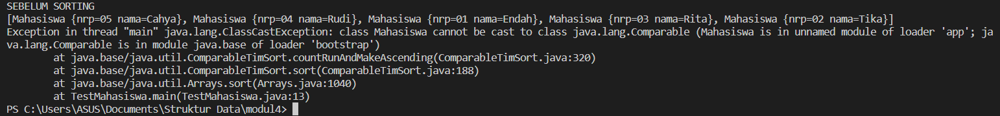 SEBELUM SORTING
[Mahasiswa {nrp=05 nama=Cahya}, Mahasiswa {nrp=04 nama=Rudi}, Mahasiswa {nrp=01 nama=Endah}, Mahasiswa {nrp=03 nama=Rita}, Mahasiswa {nrp=02 nama=Tika}]
Exception in thread "main" java.lang.ClassCastException: class Mahasiswa cannot be cast to class java.lang.Comparable (Mahasiswa is in unnamed module of loader 'app'; ja
va.lang.Comparable is in module java.base of loader 'bootstrap')
        at java.base/java.util.ComparableTimSort.countRunAndMakeAscending(ComparableTimSort.java:320)
        at java.base/java.util.ComparableTimSort.sort(ComparableTimSort.java:188)
        at java.base/java.util.Arrays.sort(Arrays.java:1040)
        at TestMahasiswa.main(TestMahasiswa.java:13)
PS C:\Users\ASUS\Documents\Struktur Data\modul4>